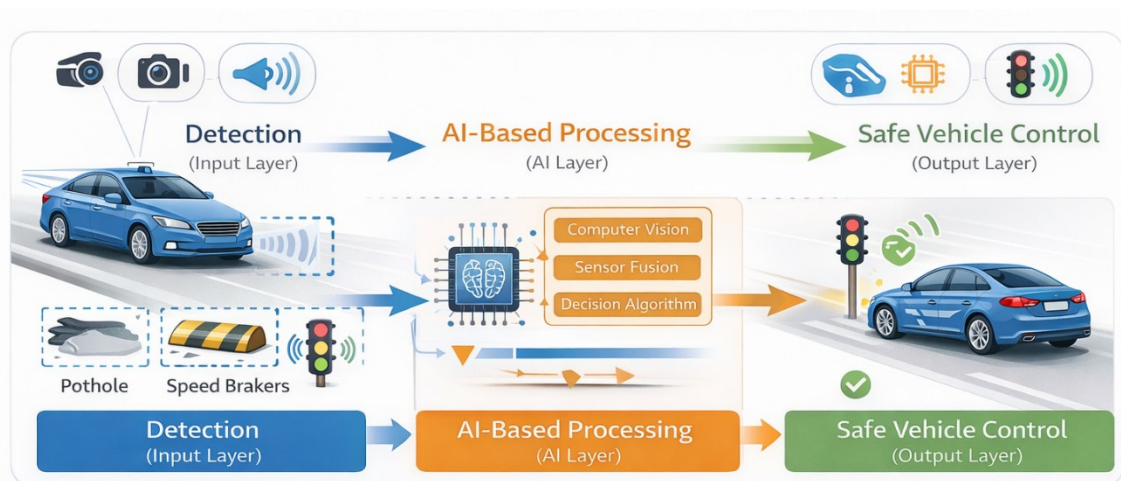 Detection
(Input Layer)
AI-Based Processing
(AI Layer)
Safe Vehicle Control
(Output Layer)
Computer Vision
Sensor Fusion
Decision Algorithm
Pothole
Speed Brakers
Detection
(Input Layer)
AI-Based Processing
(AI Layer)
Safe Vehicle Control
(Output Layer)